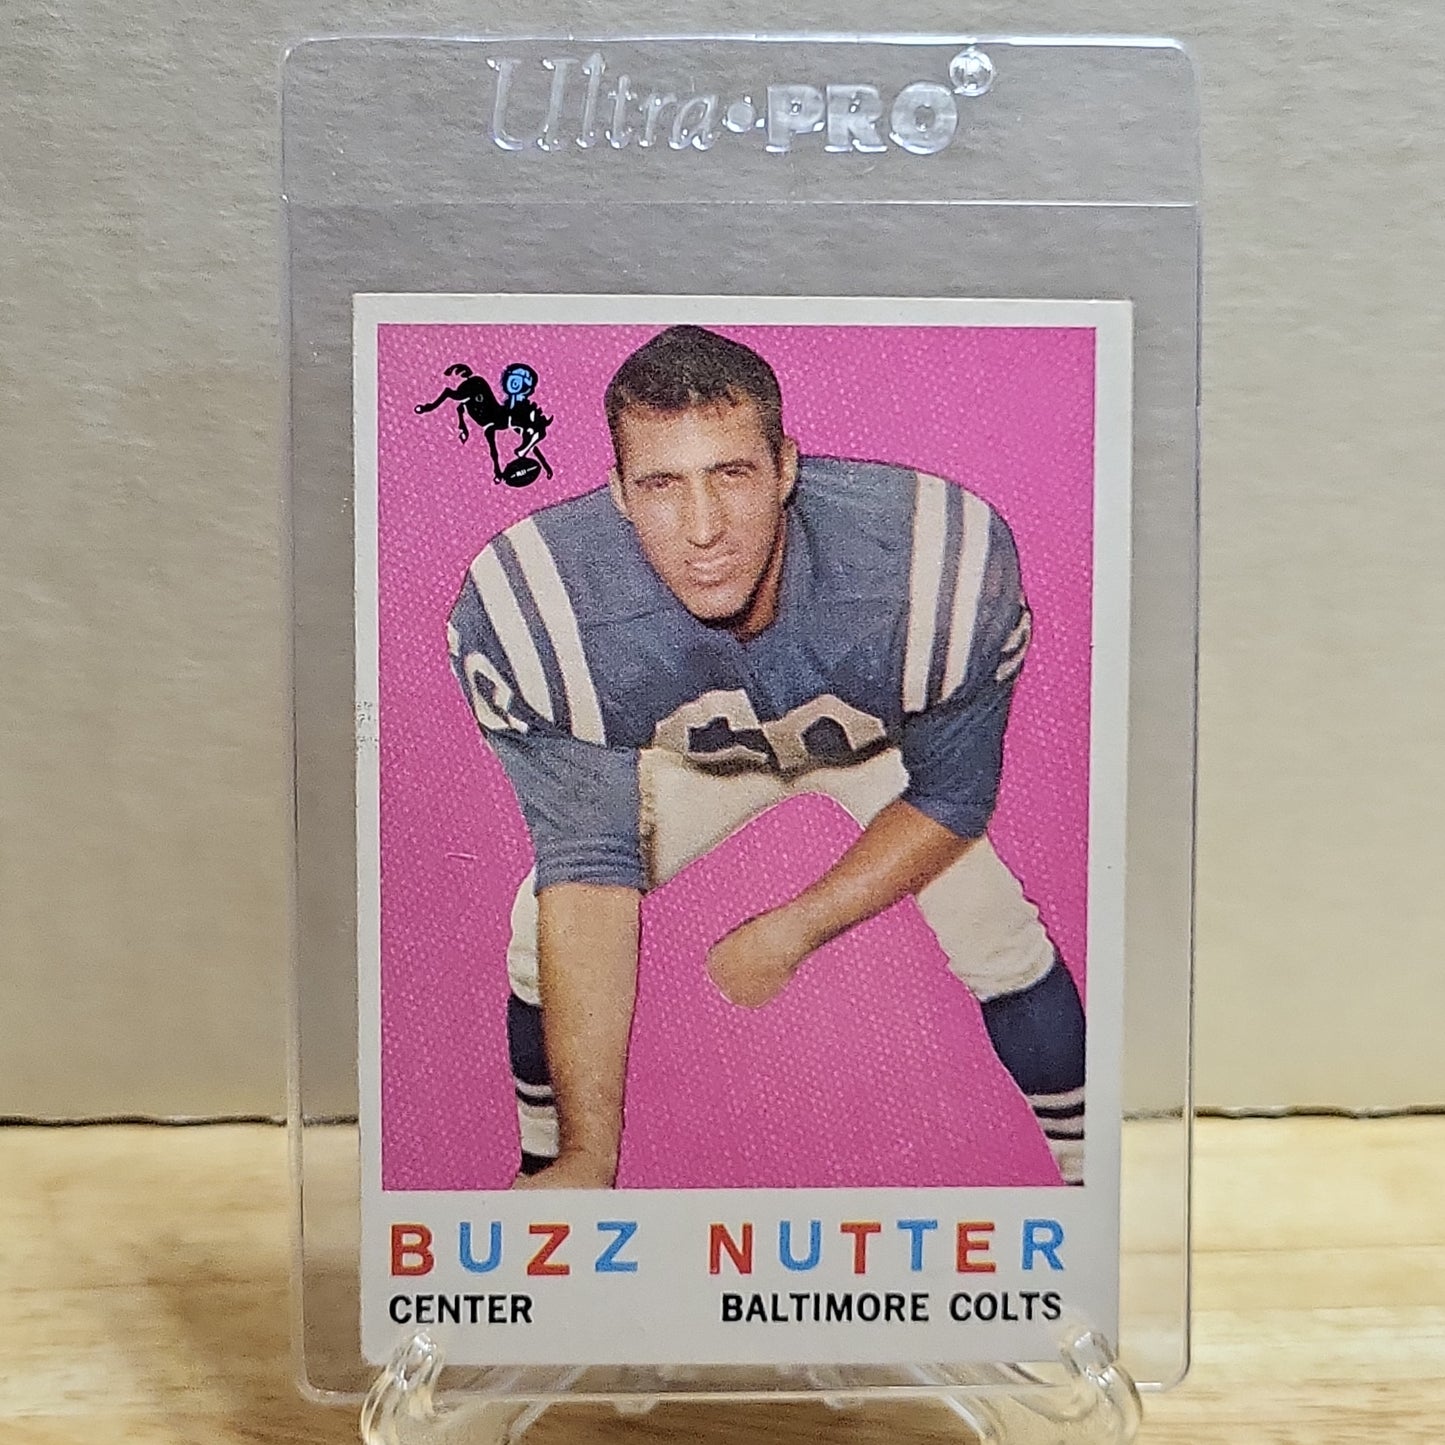 Ultra·PRO®
BUZZ NUTTER
CENTER BALTIMORE COLTS